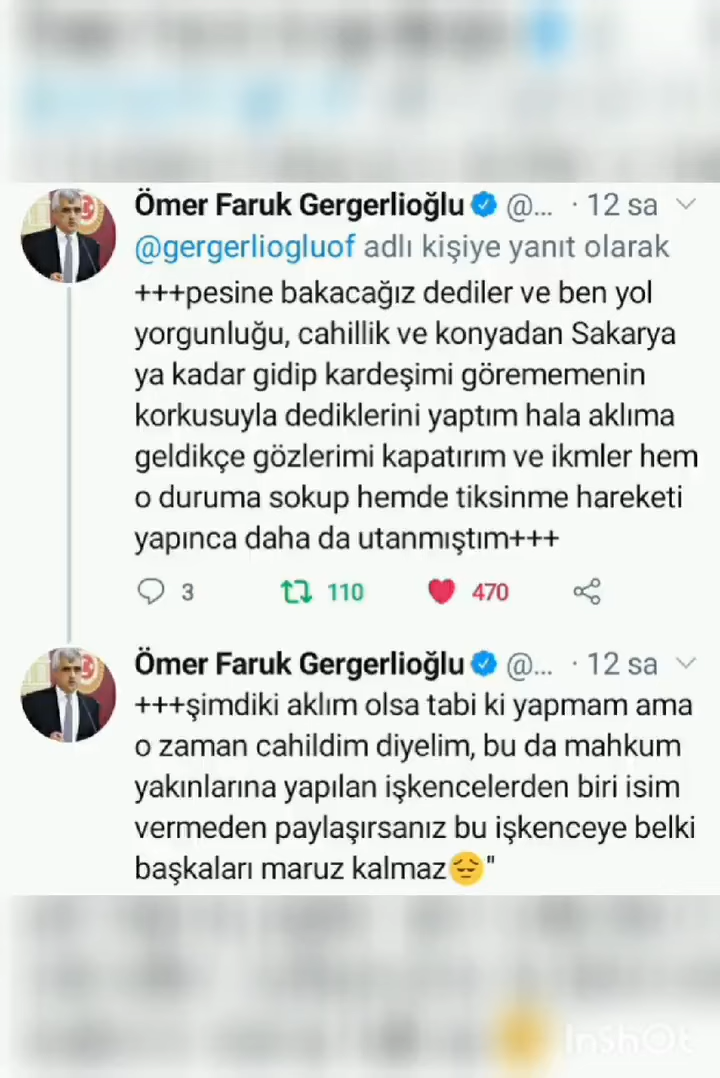 Ömer Faruk Gergerlioğlu @... · 12 sa
@gergerliogluof adlı kişiye yanıt olarak
+++pesine bakacağız dediler ve ben yol
yorgunluğu, cahillik ve konyadan Sakarya
ya kadar gidip kardeşimi görememenin
korkusuyla dediklerini yaptım hala aklıma
geldikçe gözlerimi kapatırım ve ikmler hem
o duruma sokup hemde tiksinme hareketi
yapınca daha da utanmıştım+++
3 110 470
Ömer Faruk Gergerlioğlu @... · 12 sa
+++şimdiki aklım olsa tabi ki yapmam ama
o zaman cahildim diyelim, bu da mahkum
yakınlarına yapılan işkencelerden biri isim
vermeden paylaşırsanız bu işkenceye belki
başkaları maruz kalmaz😔"
InShOt